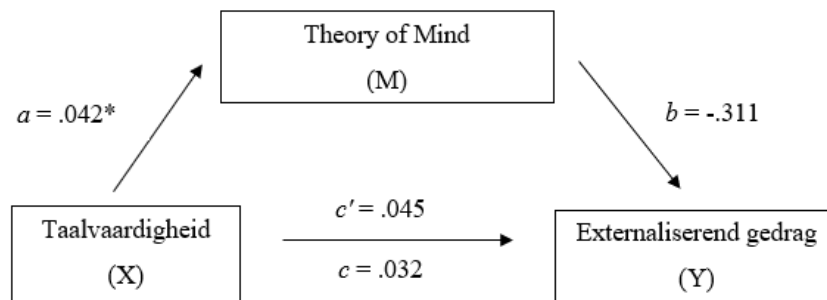 Theory of Mind
(M)
a = .042*
b = -.311
Taalvaardigheid
(X)
c' = .045
c = .032
Externaliserend gedrag
(Y)